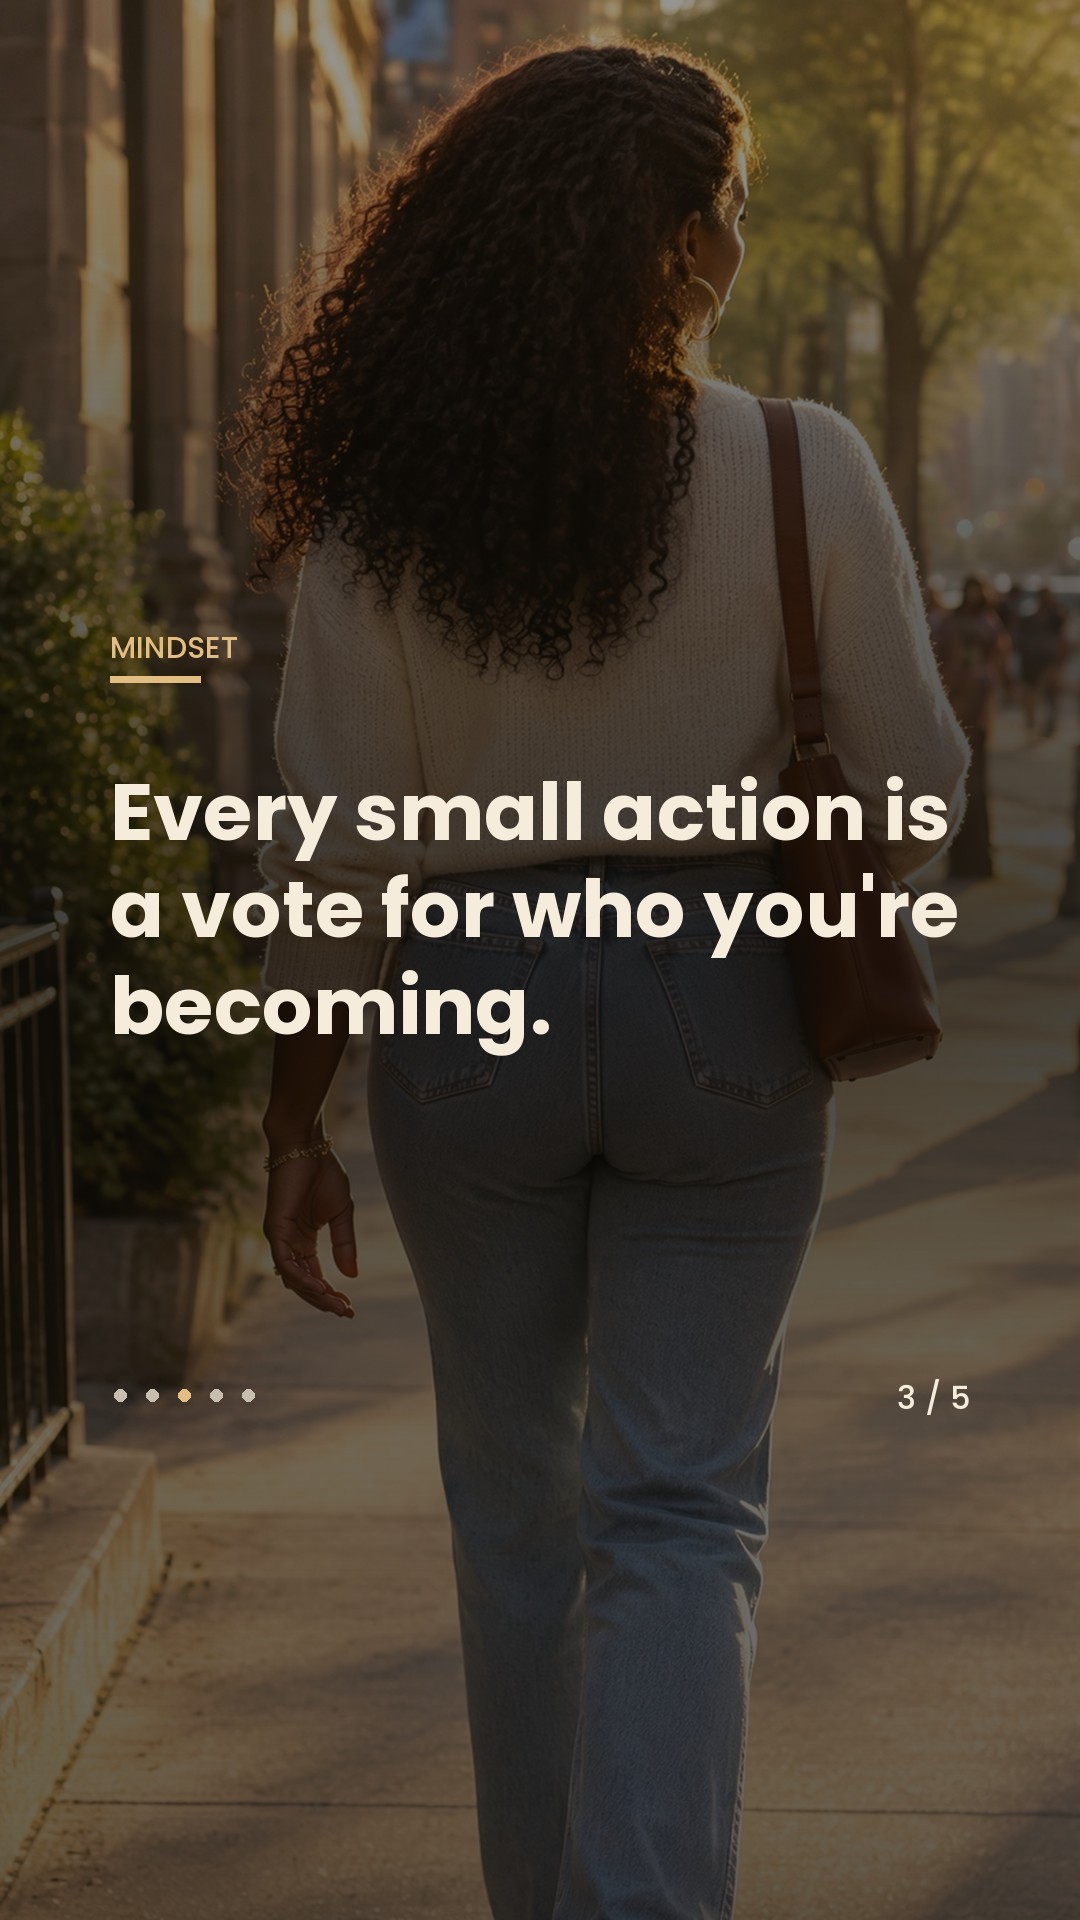 MINDSET
Every small action is
a vote for who you're
becoming.
3 / 5